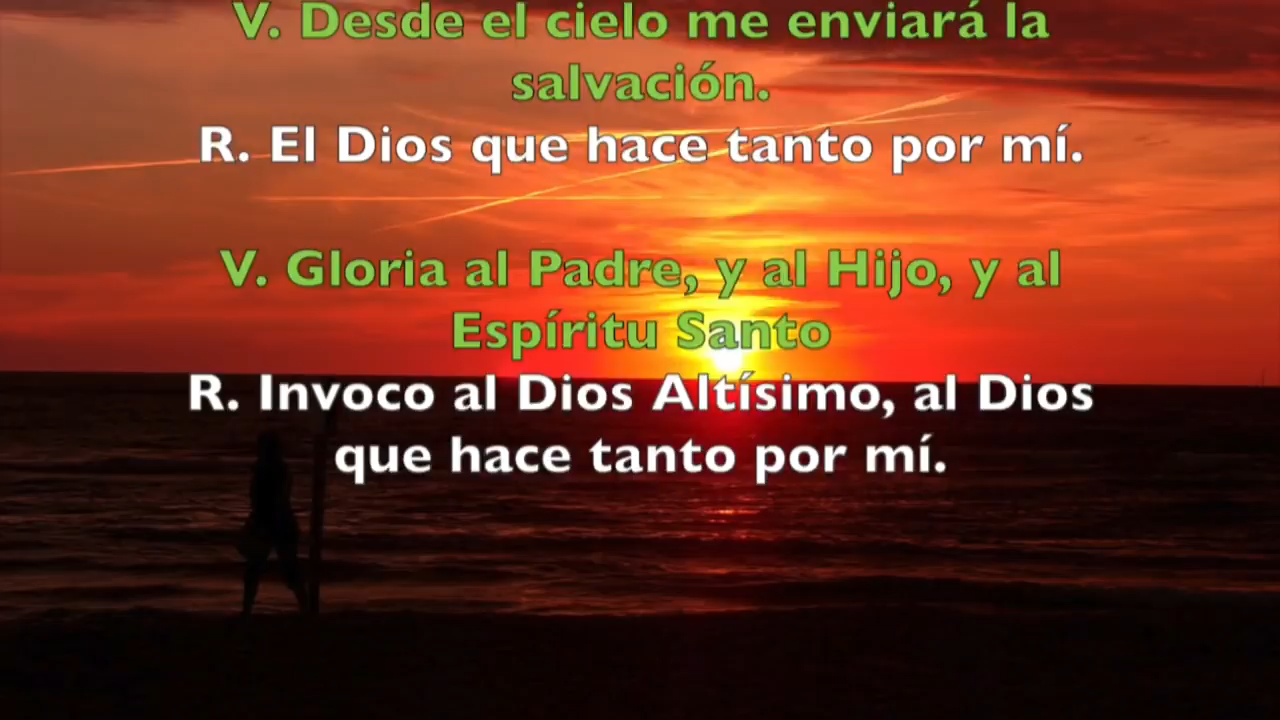 V. Desde el cielo me enviará la
salvación.
R. El Dios que hace tanto por mí.
V. Gloria al Padre, y al Hijo, y al
Espíritu Santo
R. Invoco al Dios Altísimo, al Dios
que hace tanto por mí.